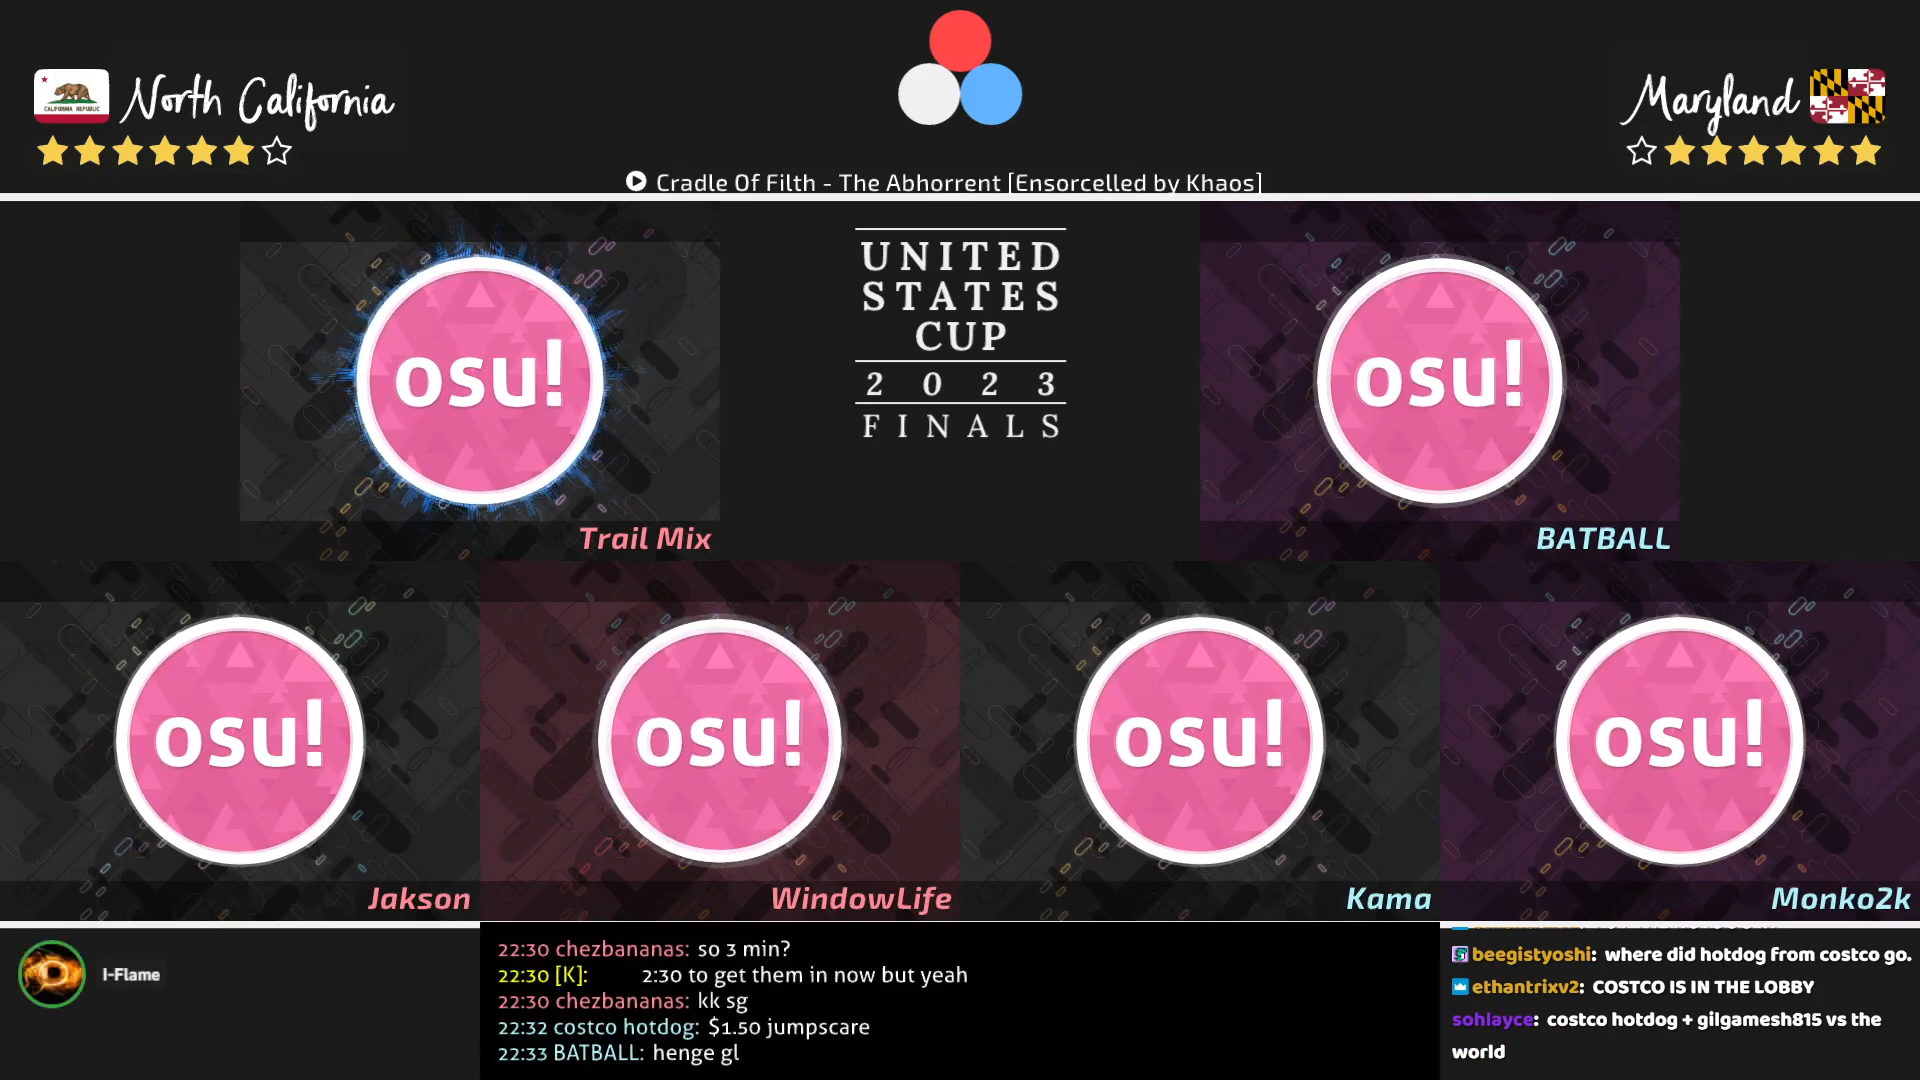 North California
Maryland
CALIFORNIA REPUBLIC
Cradle Of Filth - The Abhorrent [Ensorcelled by Khaos]
UNITED
STATES
CUP
2023
FINALS
osu!
osu!
Trail Mix
BATBALL
osu!
osu!
osu!
osu!
Jakson
WindowLife
Kama
Monko2k
I-Flame
22:30 chezbananas: so 3 min?
22:30 [K]: 2:30 to get them in now but yeah
22:30 chezbananas: kk sg
22:32 costco hotdog: $1.50 jumpscare
22:33 BATBALL: henge gl
beegistyoshi: where did hotdog from costco go.
ethantrixv2: COSTCO IS IN THE LOBBY
sohlayce: costco hotdog + gilgamesh815 vs the
world